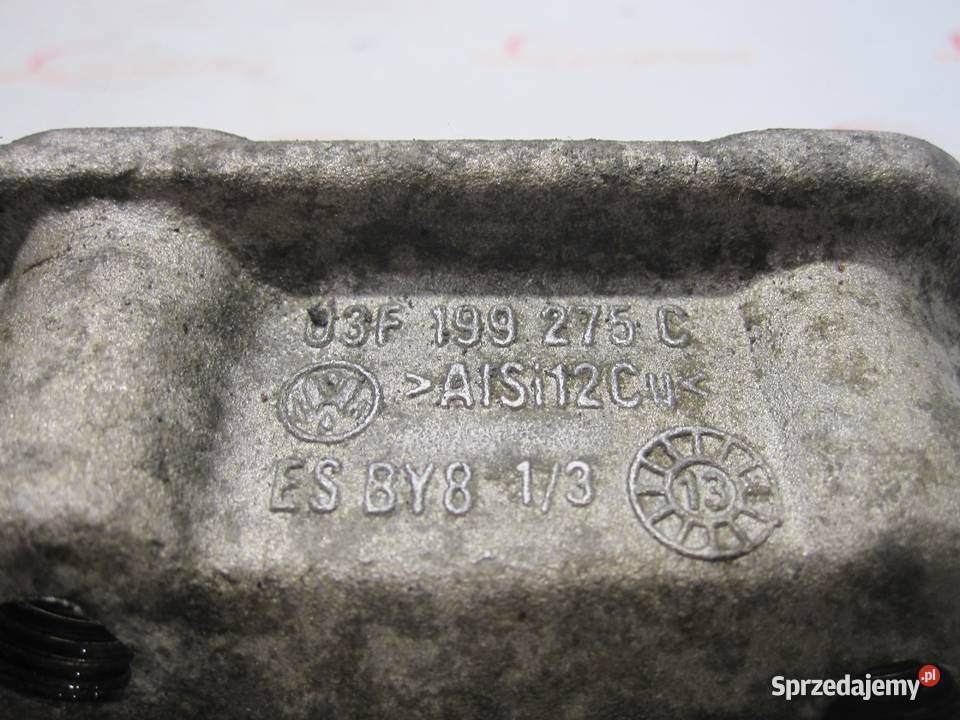 03F 199 275 C
>AlSi12Cu<
ES BY8 1/3
13
Sprzedajemy.pl